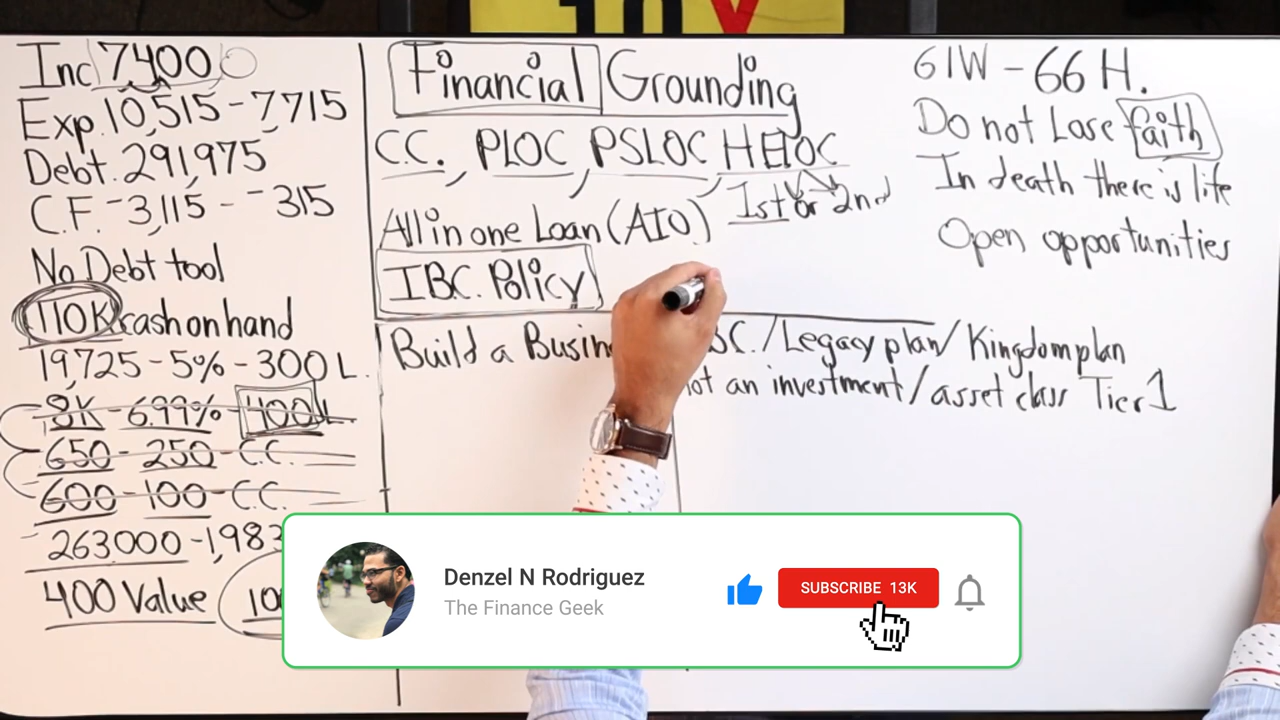 10X
Inc 7400
Exp. 10,515 - 7,715
Debt. 291,975
C.F. -3,115 - -315
No Debt tool
110K cash on hand
19,725 - 5% - 300 L.
8K - 6.99% - 400 L
650 - 250 - C.C.
600 - 100 - C.C.
263000 - 1,983
400 Value
Financial Grounding
C.C., PLOC, PSLOC, HELOC
1st or 2nd
All in one Loan (AIO)
I.B.C. Policy
61W - 66 H.
Do not Lose faith
In death there is life
Open opportunities
Build a / Legacy plan / Kingdom plan
an investment / asset class Tier 1
Denzel N Rodriguez
The Finance Geek
SUBSCRIBE 13K